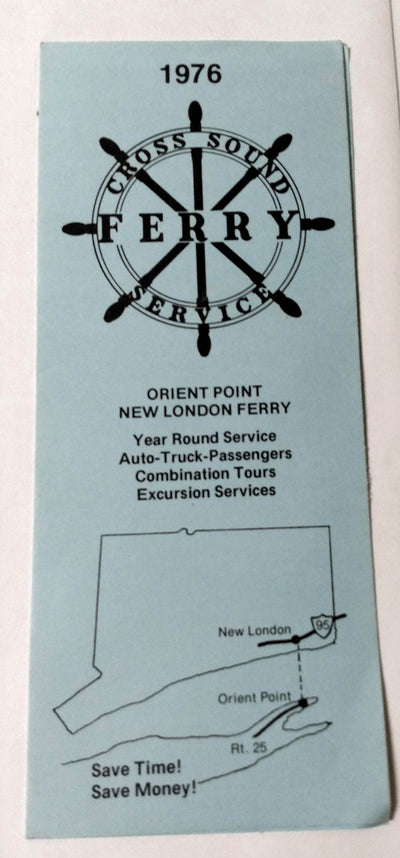 1976
CROSS SOUND
FERRY
SERVICE
ORIENT POINT
NEW LONDON FERRY
Year Round Service
Auto-Truck-Passengers
Combination Tours
Excursion Services
New London
95
Orient Point
Rt. 25
Save Time!
Save Money!